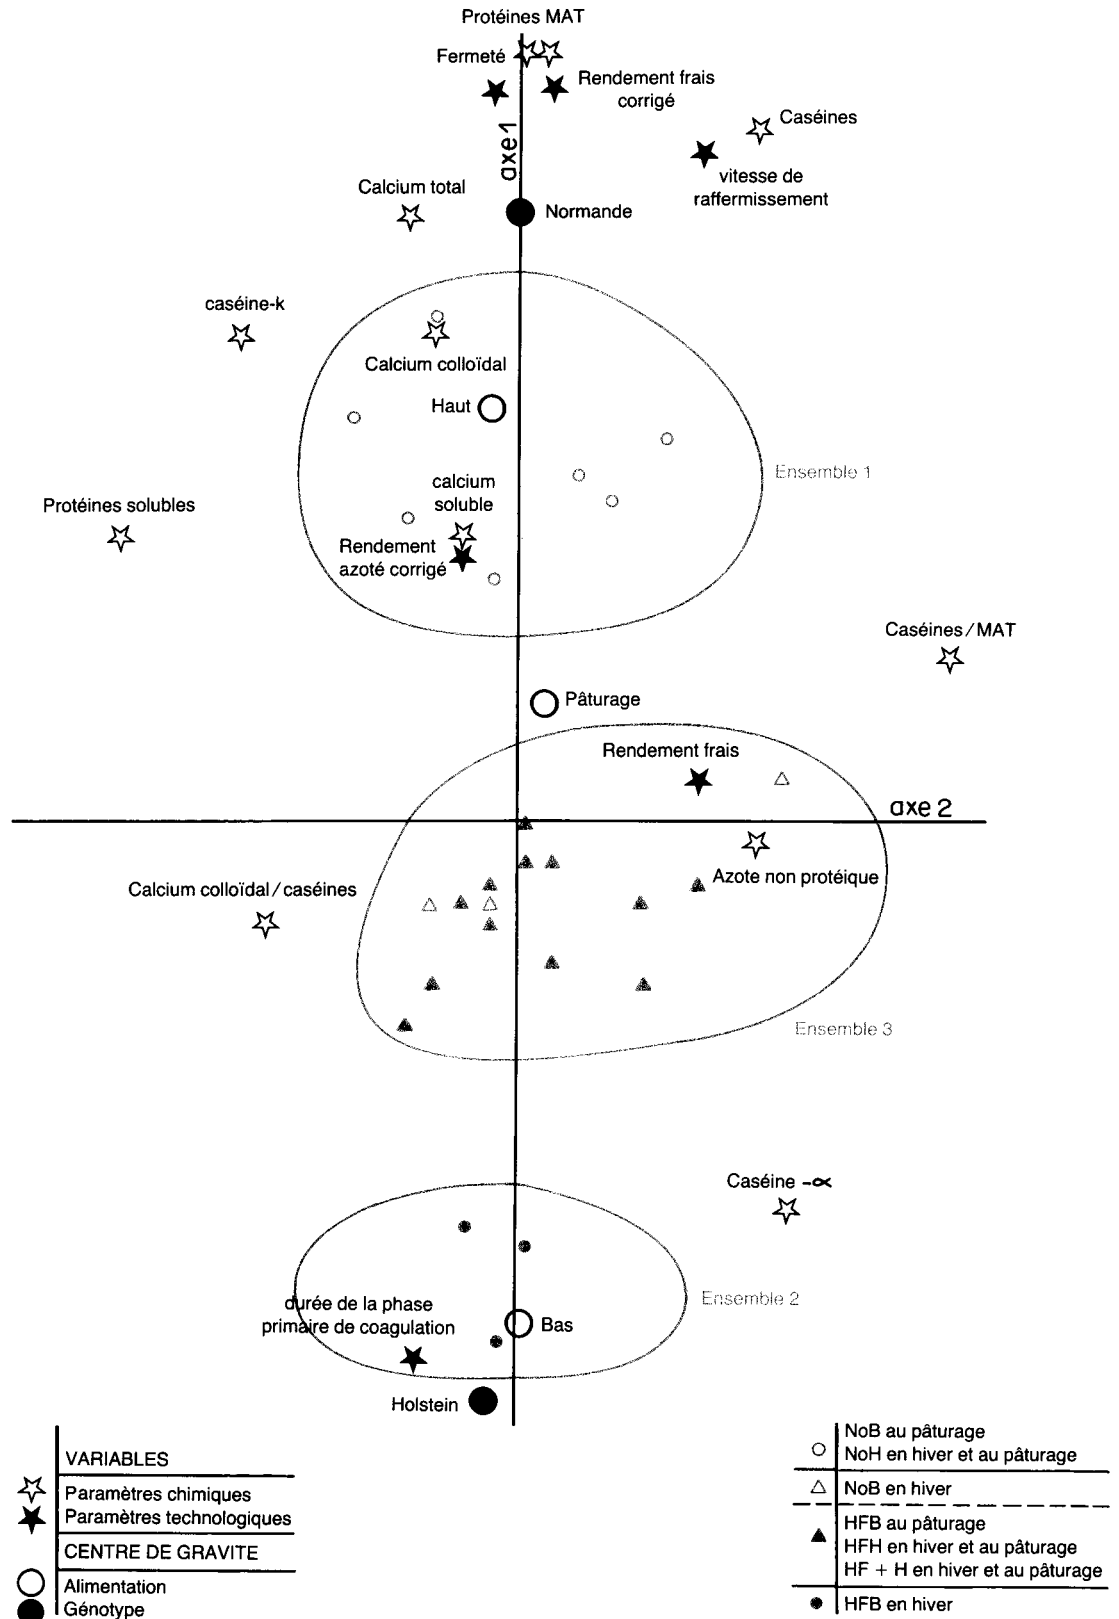 Protéines MAT
Fermeté
Rendement frais
corrigé
axe1
Caséines
vitesse de
raffermissement
Calcium total
Normande
caséine-k
Calcium colloïdal
Haut
Ensemble 1
calcium
soluble
Protéines solubles
Rendement
azoté corrigé
Caséines/MAT
Pâturage
Rendement frais
axe 2
Azote non protéique
Calcium colloïdal/caséines
Ensemble 3
Caséine -∝
Ensemble 2
durée de la phase
primaire de coagulation
Bas
Holstein
VARIABLES
Paramètres chimiques
Paramètres technologiques
CENTRE DE GRAVITE
Alimentation
Génotype
NoB au pâturage
NoH en hiver et au pâturage
NoB en hiver
HFB au pâturage
HFH en hiver et au pâturage
HF + H en hiver et au pâturage
HFB en hiver